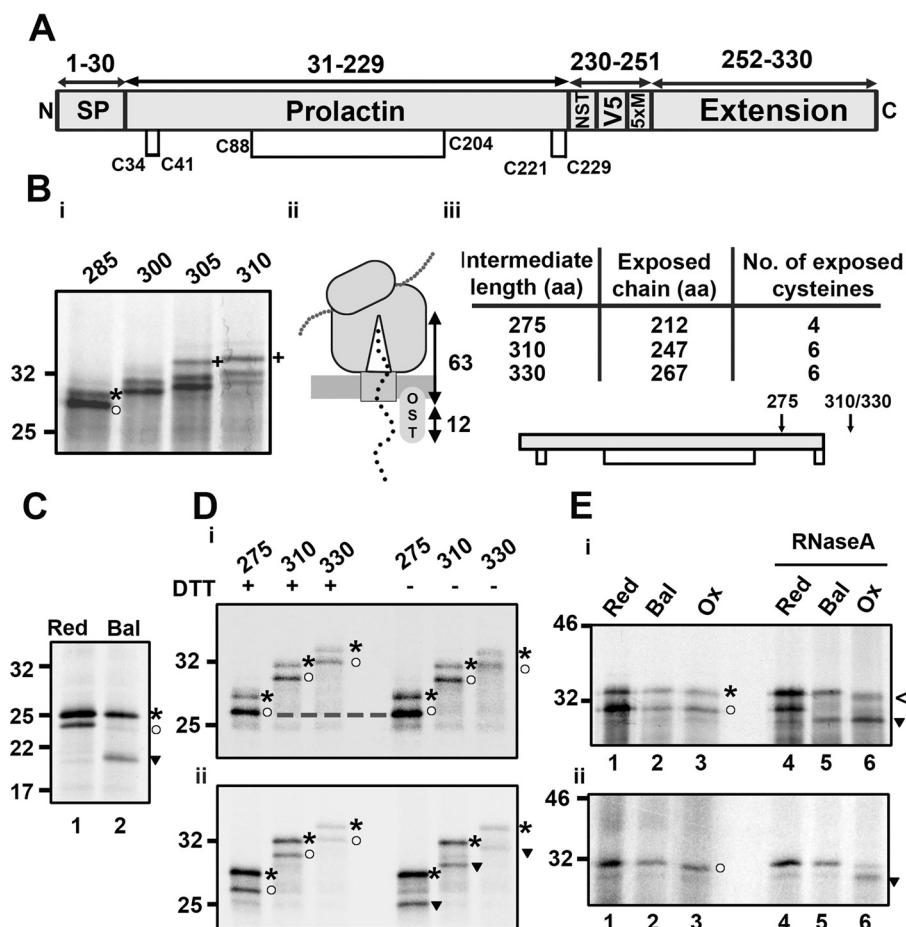 A
1-30 31-229 230-251 252-330
N SP Prolactin NST V5 5xM Extension C
C34 C41 C88 C204 C221 C229
B
i ii iii
285 300 305 310
32
25
*
○
+
+
63
O
S
T
12
Intermediate length (aa) Exposed chain (aa) No. of exposed cysteines
275 212 4
310 247 6
330 267 6
275 310/330
C
Red Bal
32
25 *
○
22
▼
17
1 2
D
i
275 310 330 275 310 330
DTT + + + - - -
32
25
* ○ * ○ * ○ * ○ * ○ * ○
ii
32
25
* ○ * ○ * ○ * ▼ * ▼ * ▼
E
i
RNaseA
Red Bal Ox Red Bal Ox
46
32
*
○
<
▼
1 2 3 4 5 6
ii
46
32
○
▼
1 2 3 4 5 6